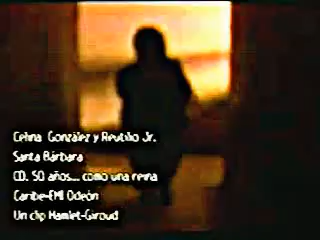 Celina González y Reutilio Jr.
Santa Bárbara
CD. 50 años... como una reina
Caribe-EMI Odeón
Un clip Hamlet-Giroud